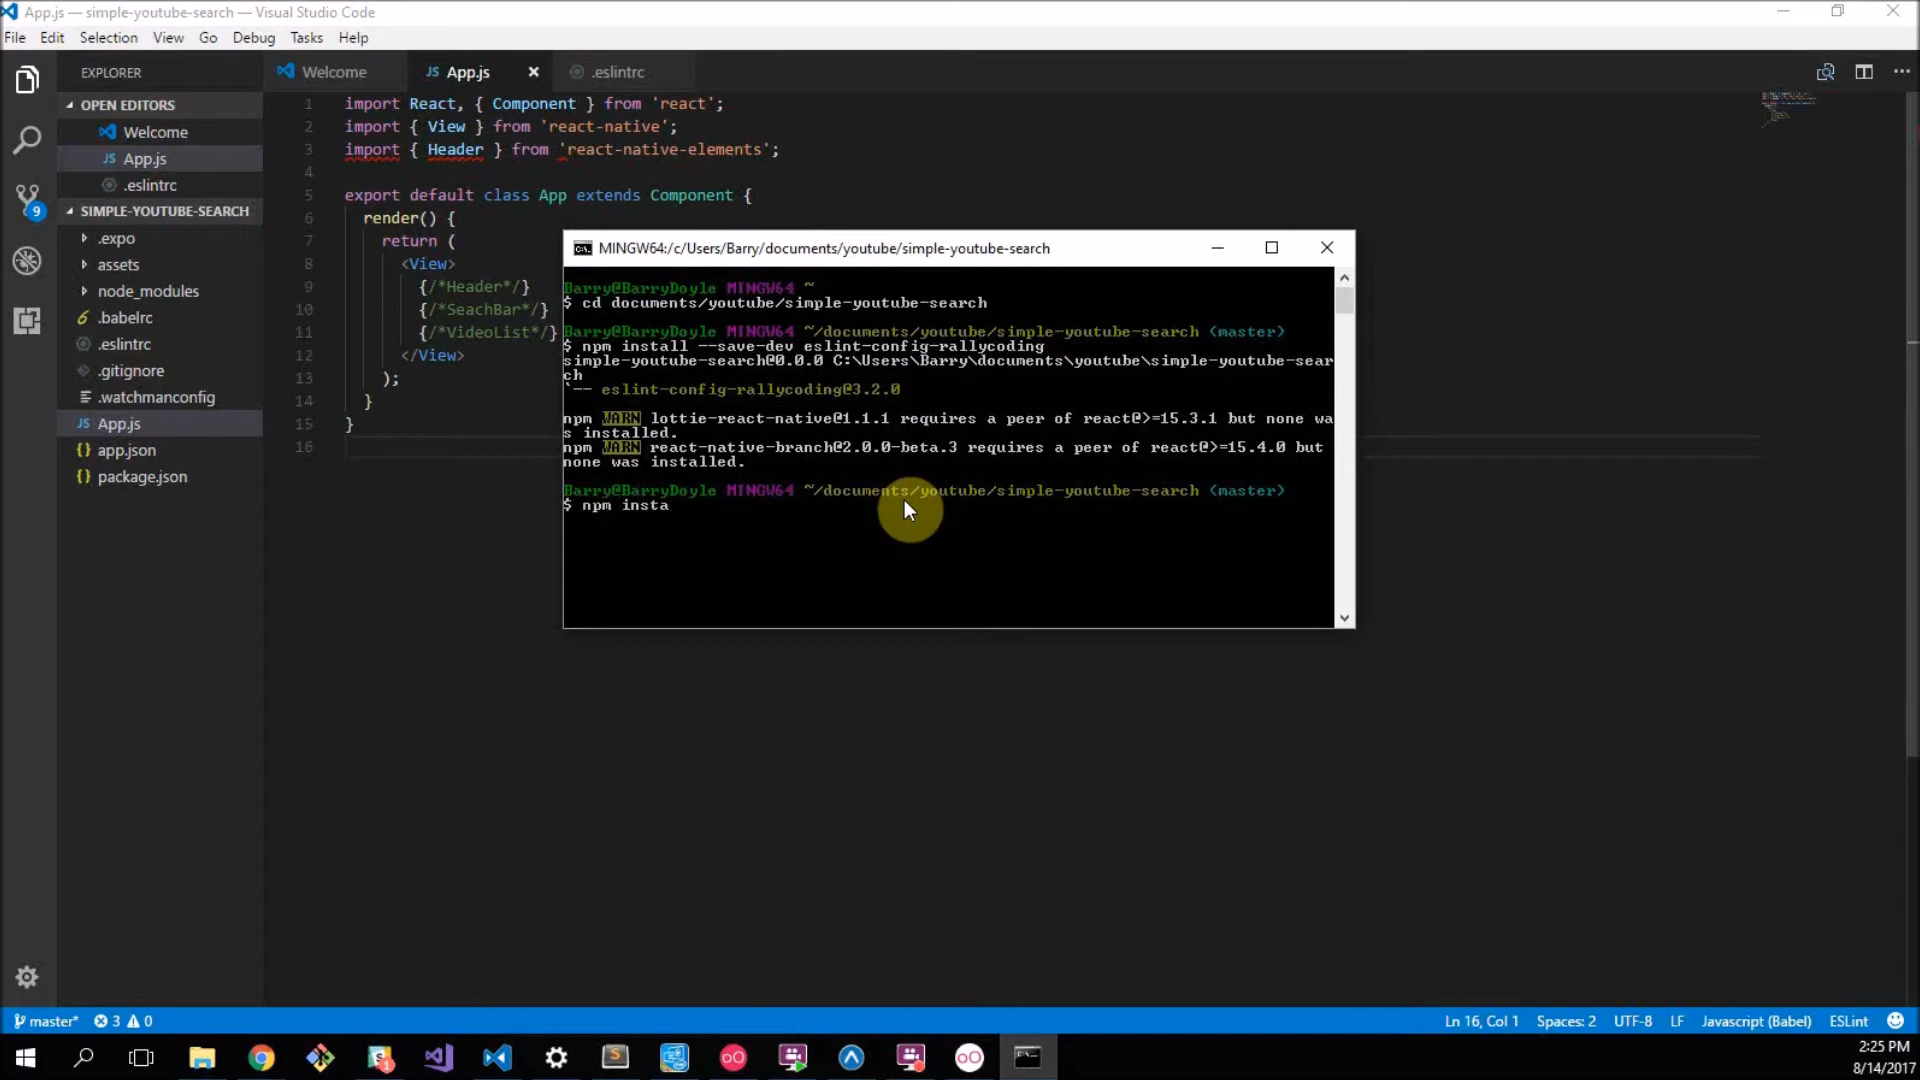 App.js — simple-youtube-search — Visual Studio Code
File Edit Selection View Go Debug Tasks Help
EXPLORER
OPEN EDITORS
Welcome
JS App.js
.eslintrc
9
SIMPLE-YOUTUBE-SEARCH
.expo
assets
node_modules
.babelrc
.eslintrc
.gitignore
.watchmanconfig
JS App.js
{} app.json
{} package.json
Welcome JS App.js .eslintrc
1 import React, { Component } from 'react';
2 import { View } from 'react-native';
3 import { Header } from 'react-native-elements';
4
5 export default class App extends Component {
6 render() {
7 return (
8 <View>
9 {/*Header*/}
10 {/*SeachBar*/}
11 {/*VideoList*/}
12 </View>
13 );
14 }
15 }
16
MINGW64:/c/Users/Barry/documents/youtube/simple-youtube-search
Barry@BarryDoyle MINGW64 ~
$ cd documents/youtube/simple-youtube-search
Barry@BarryDoyle MINGW64 ~/documents/youtube/simple-youtube-search (master)
$ npm install --save-dev eslint-config-rallycoding
simple-youtube-search@0.0.0 C:\Users\Barry\documents\youtube\simple-youtube-sear
ch
`-- eslint-config-rallycoding@3.2.0
npm WARN lottie-react-native@1.1.1 requires a peer of react@>=15.3.1 but none wa
s installed.
npm WARN react-native-branch@2.0.0-beta.3 requires a peer of react@>=15.4.0 but
none was installed.
Barry@BarryDoyle MINGW64 ~/documents/youtube/simple-youtube-search (master)
$ npm insta
master* 3 0
Ln 16, Col 1 Spaces: 2 UTF-8 LF Javascript (Babel) ESLint
2:25 PM
8/14/2017